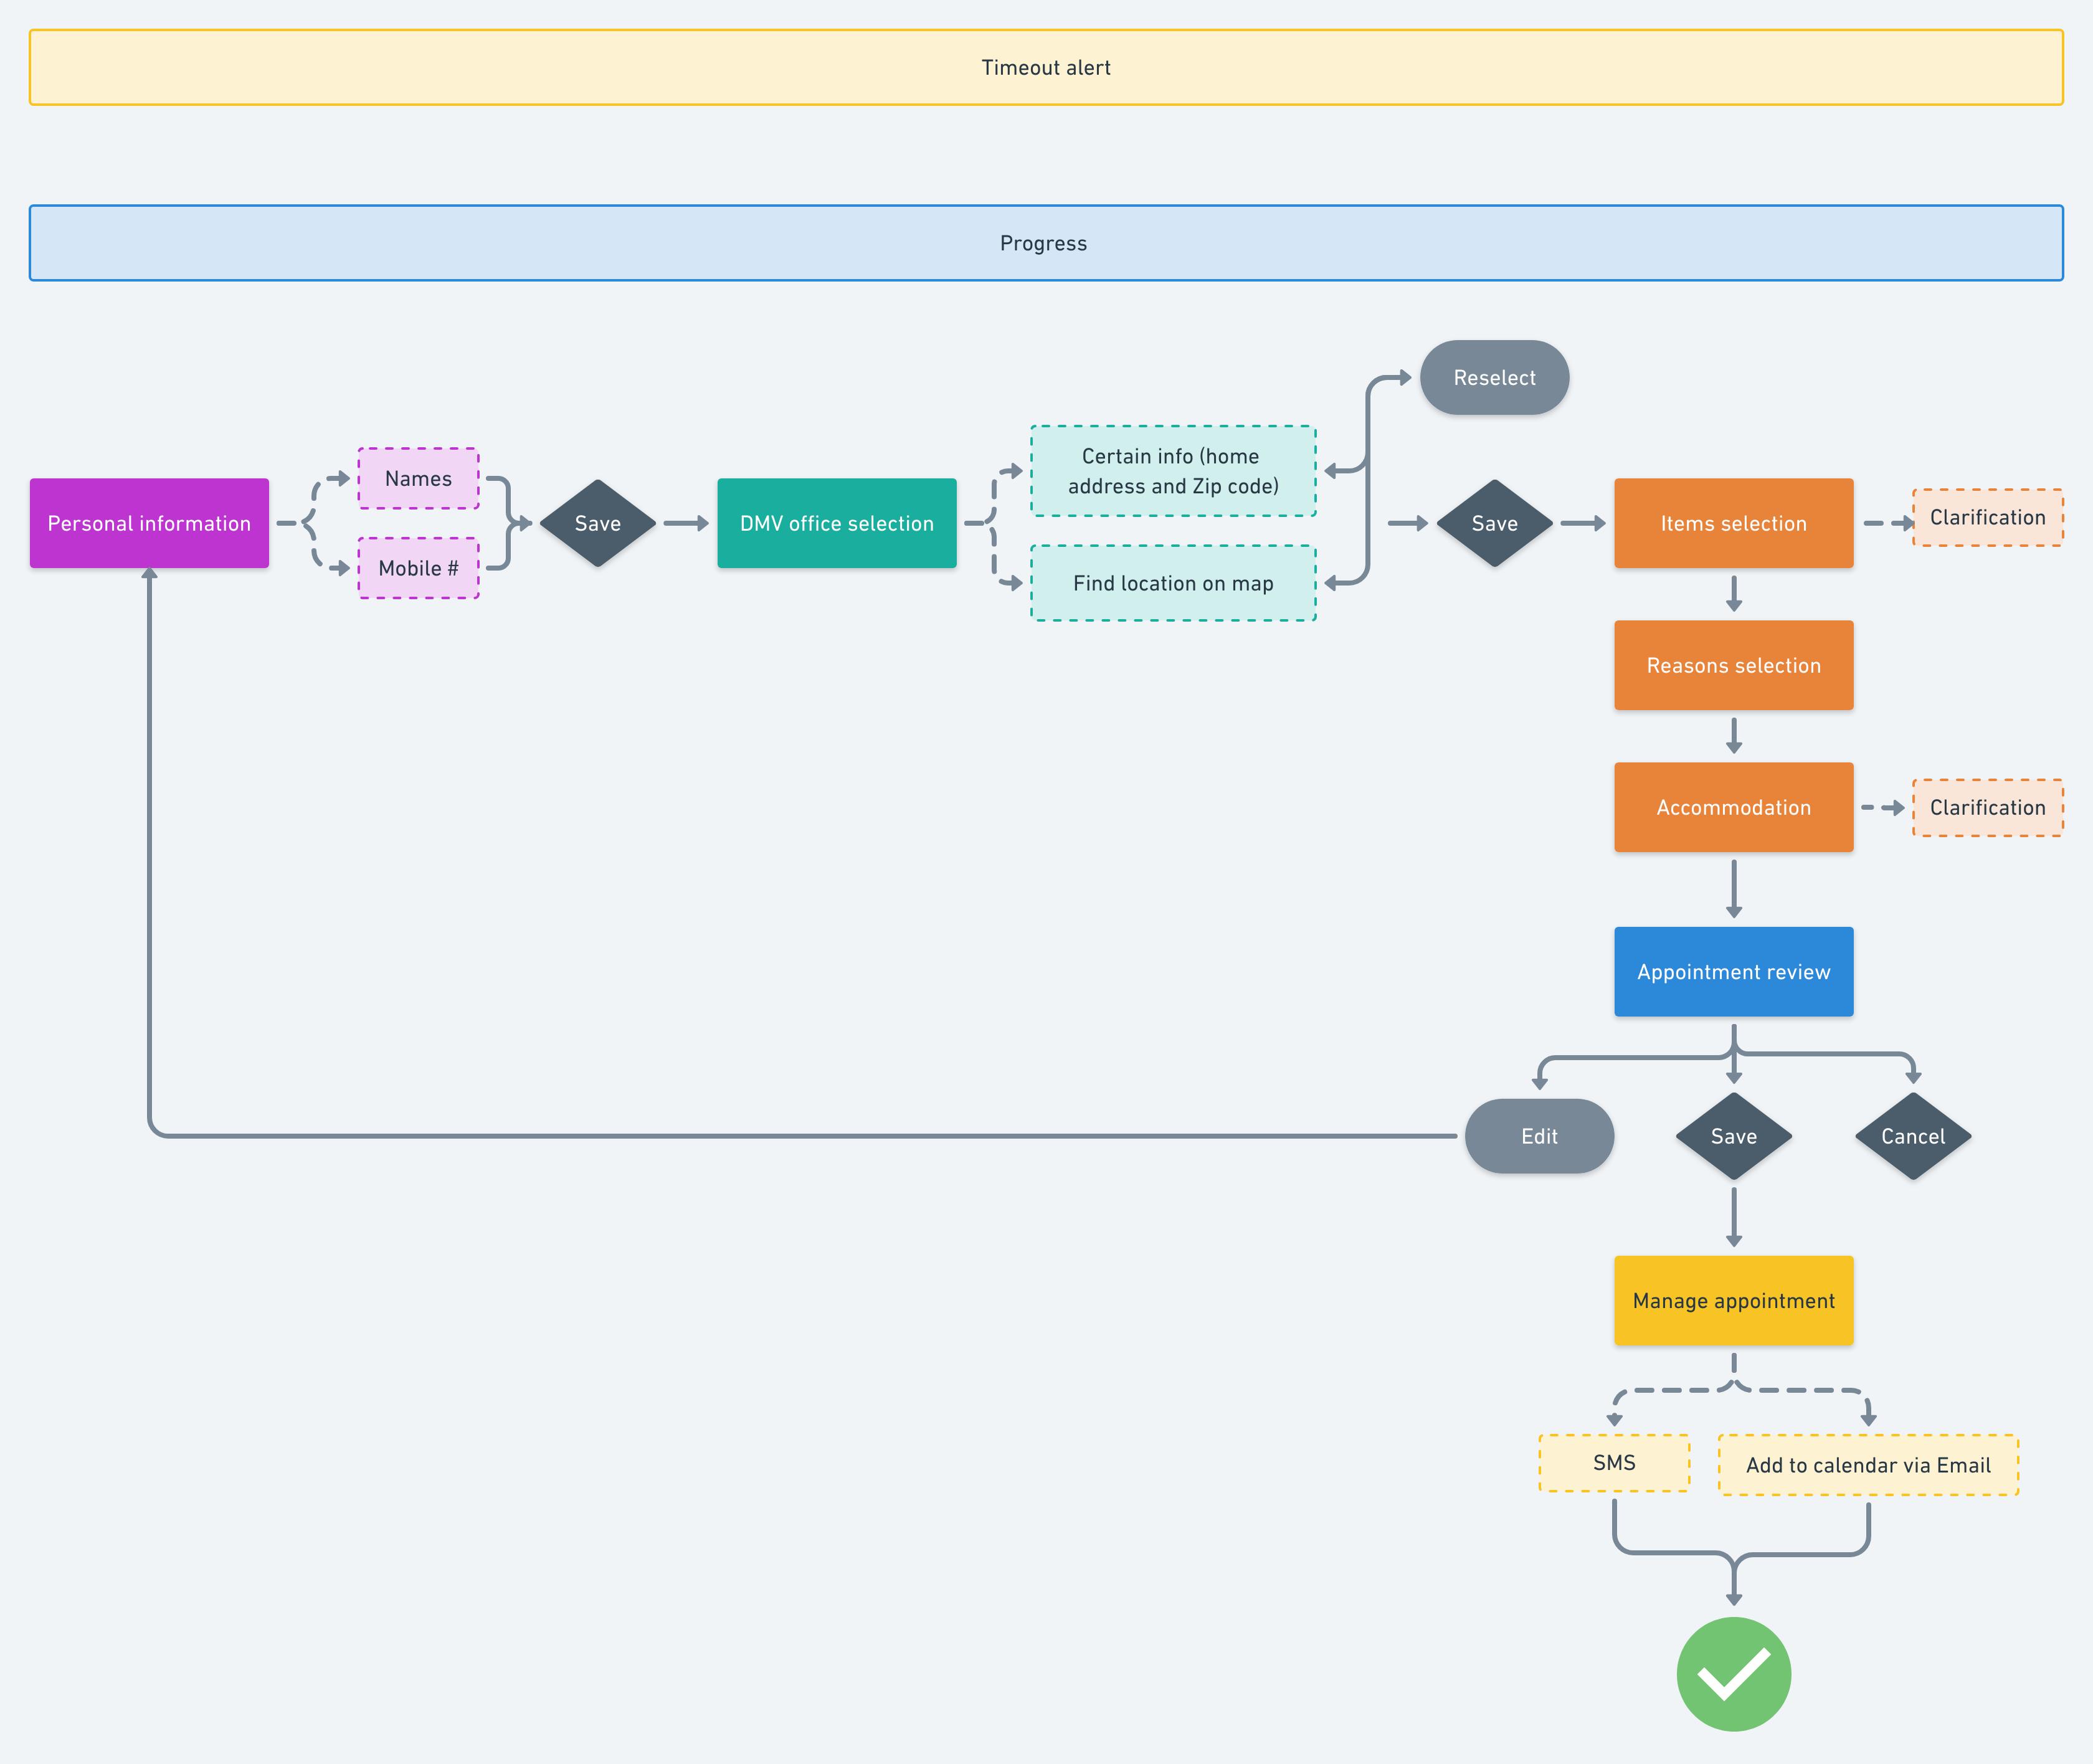 Timeout alert
Progress
Reselect
Personal information
Names
Mobile #
Save
DMV office selection
Certain info (home
address and Zip code)
Find location on map
Save
Items selection
Clarification
Reasons selection
Accommodation
Clarification
Appointment review
Edit
Save
Cancel
Manage appointment
SMS
Add to calendar via Email